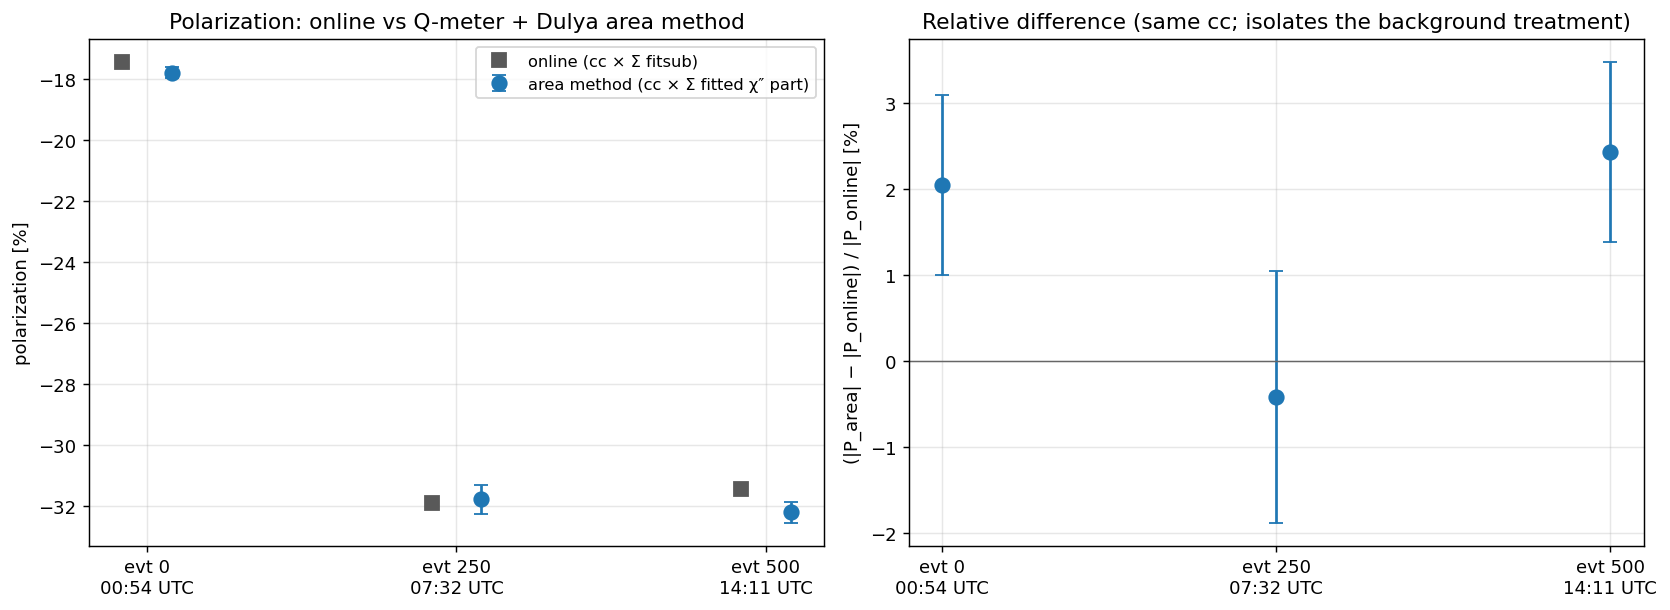 Polarization: online vs Q-meter + Dulya area method
online (cc × Σ fitsub)
area method (cc × Σ fitted χ″ part)
polarization [%]
−18
−20
−22
−24
−26
−28
−30
−32
evt 0
00:54 UTC
evt 250
07:32 UTC
evt 500
14:11 UTC
Relative difference (same cc; isolates the background treatment)
(|P_area| − |P_online|) / |P_online| [%]
3
2
1
0
−1
−2
evt 0
00:54 UTC
evt 250
07:32 UTC
evt 500
14:11 UTC